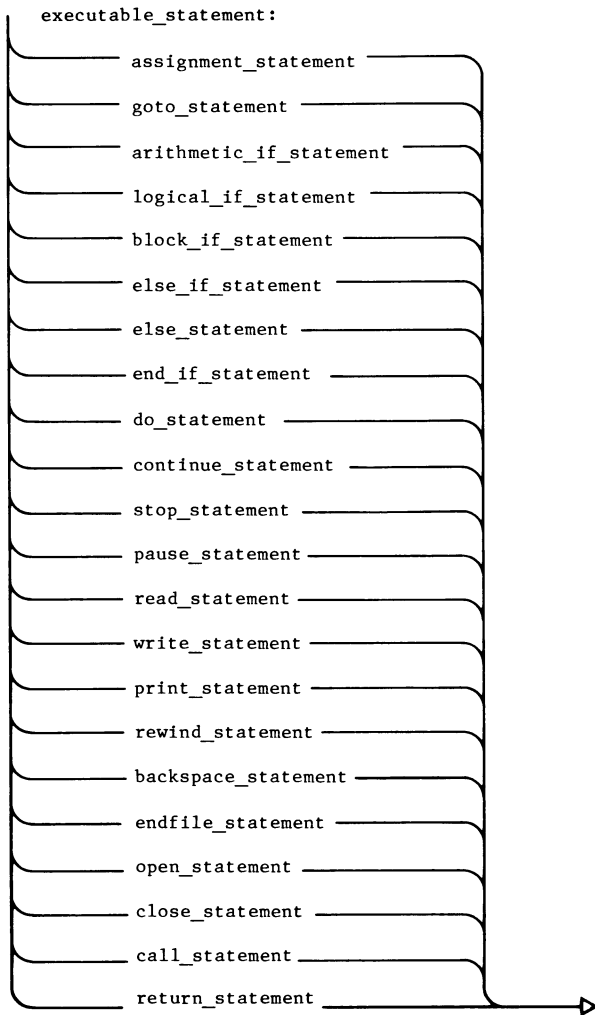 executable_statement:
assignment_statement
goto_statement
arithmetic_if_statement
logical_if_statement
block_if_statement
else_if_statement
else_statement
end_if_statement
do_statement
continue_statement
stop_statement
pause_statement
read_statement
write_statement
print_statement
rewind_statement
backspace_statement
endfile_statement
open_statement
close_statement
call_statement
return_statement